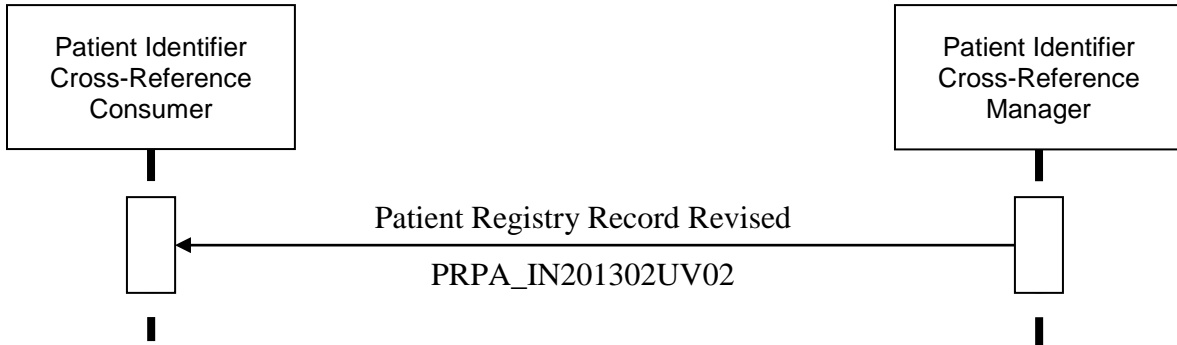 Patient Identifier
Cross-Reference
Consumer
Patient Identifier
Cross-Reference
Manager
Patient Registry Record Revised
PRPA_IN201302UV02